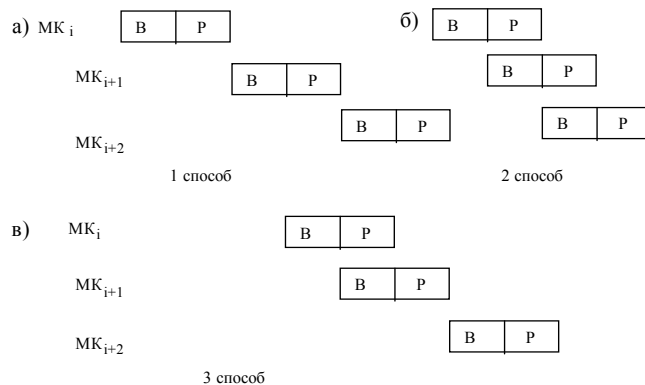 а) МК i В Р б) В Р
МК i+1 В Р В Р
МК i+2 В Р В Р
1 способ 2 способ
в) МК i В Р
МК i+1 В Р
МК i+2 В Р
3 способ